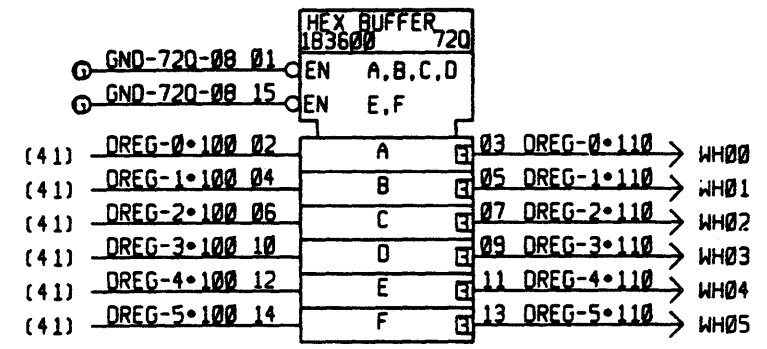 HEX BUFFER
1B3600 72Q
G GND-72Q-08 01 EN A,B,C,D
G GND-72Q-08 15 EN E,F
(41) DREG-0•100 02 A 03 DREG-0•110 WH00
(41) DREG-1•100 04 B 05 DREG-1•110 WH01
(41) DREG-2•100 06 C 07 DREG-2•110 WH02
(41) DREG-3•100 10 D 09 DREG-3•110 WH03
(41) DREG-4•100 12 E 11 DREG-4•110 WH04
(41) DREG-5•100 14 F 13 DREG-5•110 WH05